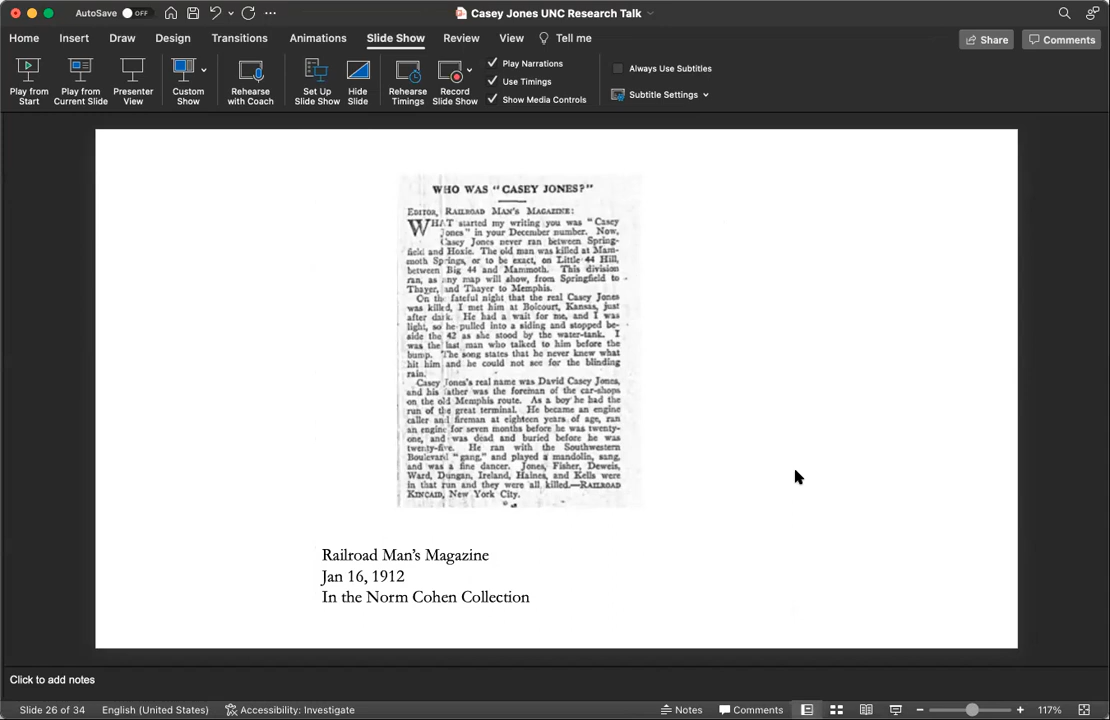 AutoSave OFF
Casey Jones UNC Research Talk
Home Insert Draw Design Transitions Animations Slide Show Review View Tell me
Share Comments
Play from Start
Play from Current Slide
Presenter View
Custom Show
Rehearse with Coach
Set Up Slide Show
Hide Slide
Rehearse Timings
Record Slide Show
Play Narrations
Use Timings
Show Media Controls
Always Use Subtitles
Subtitle Settings
WHO WAS "CASEY JONES?"
EDITOR, RAILROAD MAN'S MAGAZINE:
WHAT started my writing you was "Casey
Jones" in your December number. Now,
Casey Jones never ran between Spring-
field and Hoxie. The old man was killed at Mam-
moth Springs, or to be exact, on Little 44 Hill,
between Big 44 and Mammoth. This division
ran, as any map will show, from Springfield to
Thayer, and Thayer to Memphis.
On the fateful night that the real Casey Jones
was killed, I met him at Bolcourt, Kansas, just
after dark. He had a wait for me, and I was
light, so he pulled into a siding and stopped be-
side the 42 as she stood by the water-tank. I
was the last man who talked to him before the
bump. The song states that he never knew what
hit him and he could not see for the blinding
rain.
Casey Jones's real name was David Casey Jones,
and his father was the foreman of the car-shops
on the old Memphis route. As a boy he had the
run of the great terminal. He became an engine
caller and fireman at eighteen years of age, ran
an engine for seven months before he was twenty-
one, and was dead and buried before he was
twenty-five. He ran with the Southwestern
Boulevard "gang," and played a mandolin, sang,
and was a fine dancer. Jones, Fisher, Deweis,
Ward, Dungan, Ireland, Haines, and Kells were
in that run and they were all killed.—RAILROAD
KINCAID, New York City.
Railroad Man's Magazine
Jan 16, 1912
In the Norm Cohen Collection
Click to add notes
Slide 26 of 34 English (United States) Accessibility: Investigate Notes Comments 117%